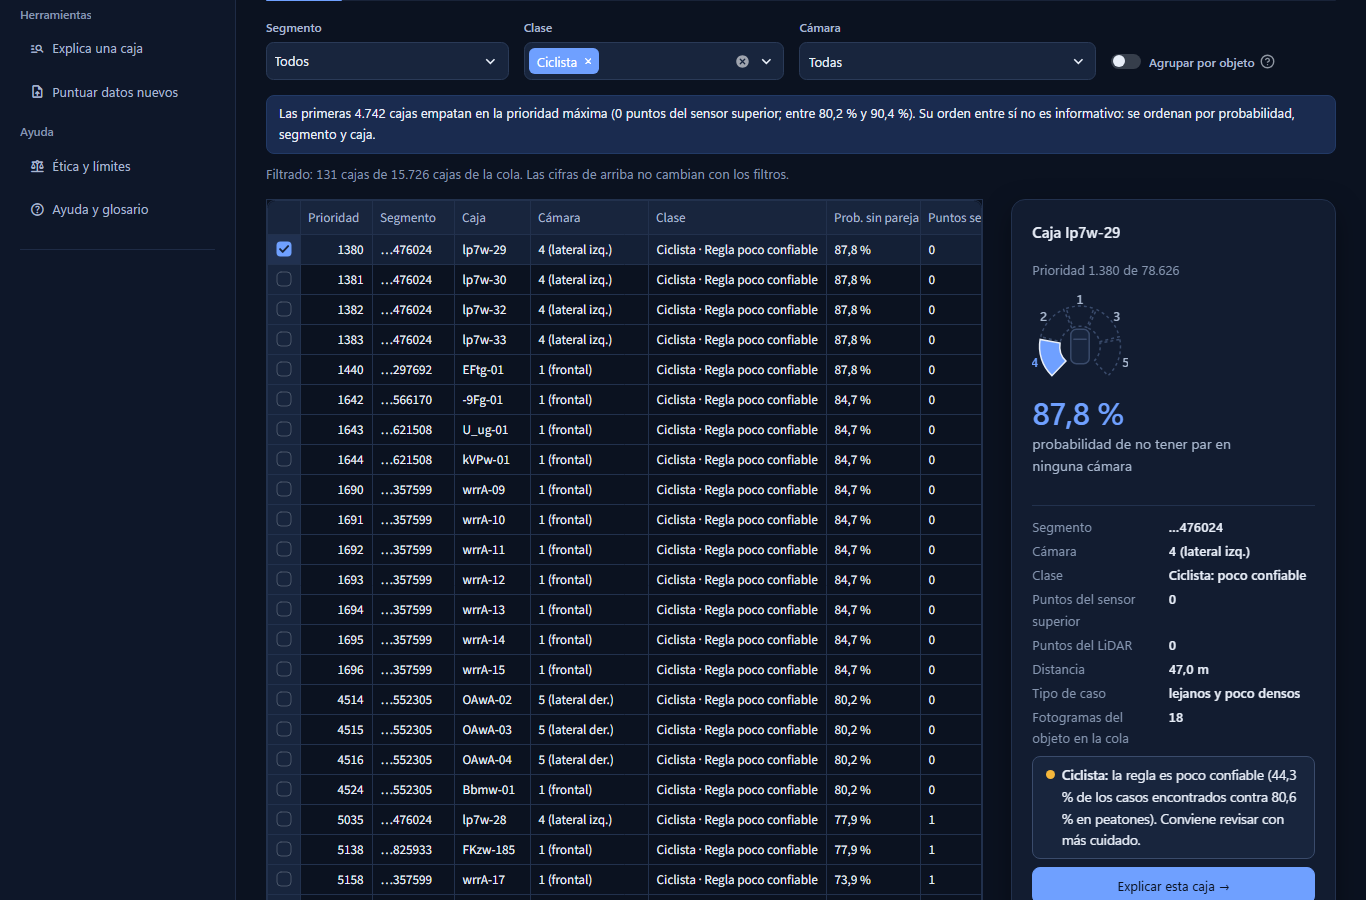 Herramientas
Explica una caja
Puntuar datos nuevos
Ayuda
Ética y límites
Ayuda y glosario
Segmento
Clase
Cámara
Todos
Ciclista ×
Todas
Agrupar por objeto
Las primeras 4.742 cajas empatan en la prioridad máxima (0 puntos del sensor superior; entre 80,2 % y 90,4 %). Su orden entre sí no es informativo: se ordenan por probabilidad,
segmento y caja.
Filtrado: 131 cajas de 15.726 cajas de la cola. Las cifras de arriba no cambian con los filtros.
Prioridad Segmento Caja Cámara Clase Prob. sin pareja Puntos se
1380 ...476024 lp7w-29 4 (lateral izq.) Ciclista · Regla poco confiable 87,8 % 0
1381 ...476024 lp7w-30 4 (lateral izq.) Ciclista · Regla poco confiable 87,8 % 0
1382 ...476024 lp7w-32 4 (lateral izq.) Ciclista · Regla poco confiable 87,8 % 0
1383 ...476024 lp7w-33 4 (lateral izq.) Ciclista · Regla poco confiable 87,8 % 0
1440 ...297692 EFtg-01 1 (frontal) Ciclista · Regla poco confiable 87,8 % 0
1642 ...566170 -9Fg-01 1 (frontal) Ciclista · Regla poco confiable 84,7 % 0
1643 ...621508 U_ug-01 1 (frontal) Ciclista · Regla poco confiable 84,7 % 0
1644 ...621508 kVPw-01 1 (frontal) Ciclista · Regla poco confiable 84,7 % 0
1690 ...357599 wrrA-09 1 (frontal) Ciclista · Regla poco confiable 84,7 % 0
1691 ...357599 wrrA-10 1 (frontal) Ciclista · Regla poco confiable 84,7 % 0
1692 ...357599 wrrA-11 1 (frontal) Ciclista · Regla poco confiable 84,7 % 0
1693 ...357599 wrrA-12 1 (frontal) Ciclista · Regla poco confiable 84,7 % 0
1694 ...357599 wrrA-13 1 (frontal) Ciclista · Regla poco confiable 84,7 % 0
1695 ...357599 wrrA-14 1 (frontal) Ciclista · Regla poco confiable 84,7 % 0
1696 ...357599 wrrA-15 1 (frontal) Ciclista · Regla poco confiable 84,7 % 0
4514 ...552305 OAwA-02 5 (lateral der.) Ciclista · Regla poco confiable 80,2 % 0
4515 ...552305 OAwA-03 5 (lateral der.) Ciclista · Regla poco confiable 80,2 % 0
4516 ...552305 OAwA-04 5 (lateral der.) Ciclista · Regla poco confiable 80,2 % 0
4524 ...552305 Bbmw-01 1 (frontal) Ciclista · Regla poco confiable 80,2 % 0
5035 ...476024 lp7w-28 4 (lateral izq.) Ciclista · Regla poco confiable 77,9 % 1
5138 ...825933 FKzw-185 1 (frontal) Ciclista · Regla poco confiable 77,9 % 1
5158 ...357599 wrrA-17 1 (frontal) Ciclista · Regla poco confiable 73,9 % 1
Caja lp7w-29
Prioridad 1.380 de 78.626
1
2 3
4 5
87,8 %
probabilidad de no tener par en
ninguna cámara
Segmento ...476024
Cámara 4 (lateral izq.)
Clase Ciclista: poco confiable
Puntos del sensor 0
superior
Puntos del LiDAR 0
Distancia 47,0 m
Tipo de caso lejanos y poco densos
Fotogramas del 18
objeto en la cola
Ciclista: la regla es poco confiable (44,3
% de los casos encontrados contra 80,6
% en peatones). Conviene revisar con
más cuidado.
Explicar esta caja →